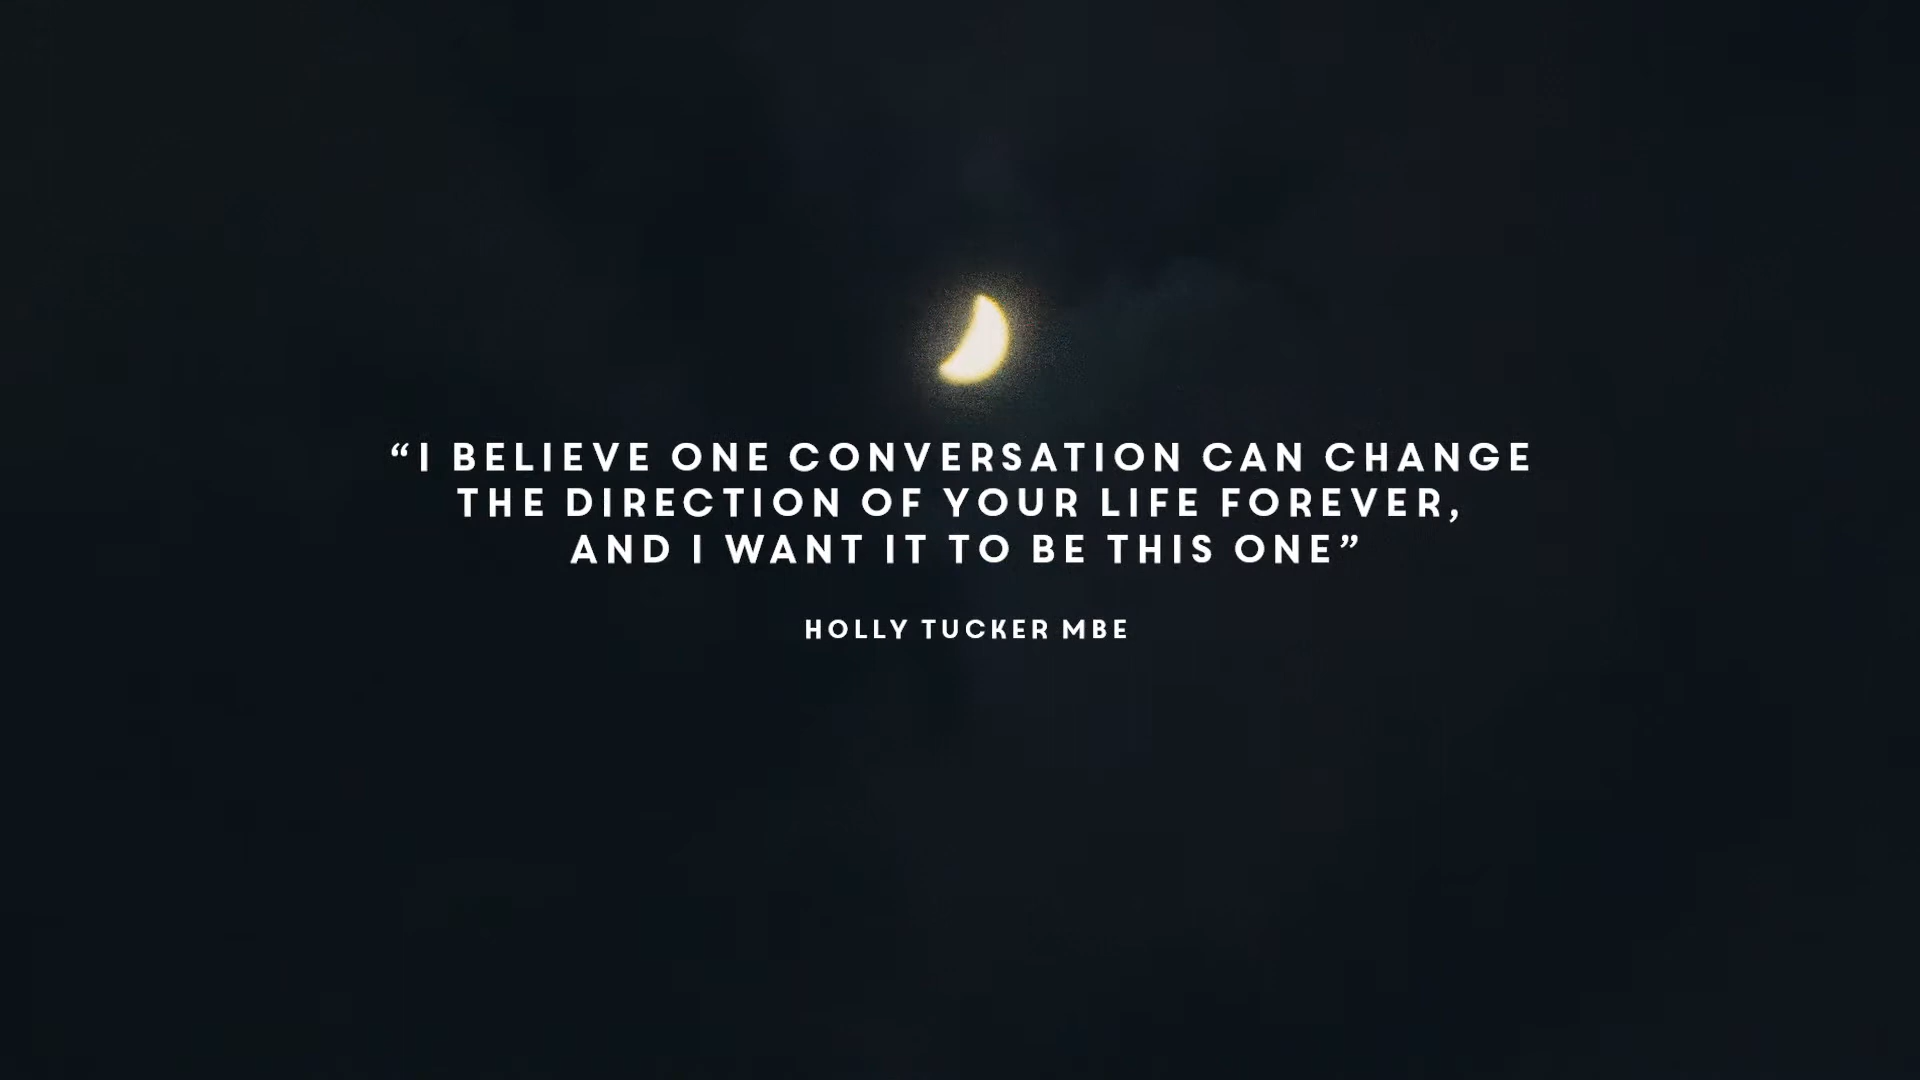 “I BELIEVE ONE CONVERSATION CAN CHANGE
THE DIRECTION OF YOUR LIFE FOREVER,
AND I WANT IT TO BE THIS ONE”
HOLLY TUCKER MBE